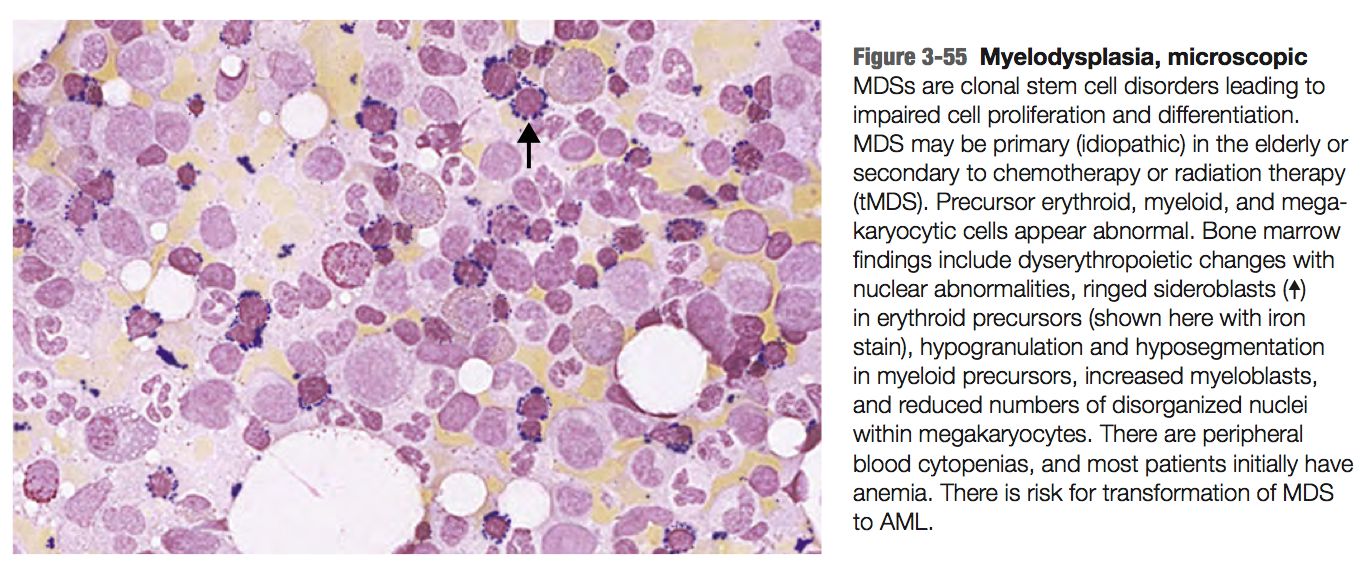 Figure 3-55 Myelodysplasia, microscopic
MDSs are clonal stem cell disorders leading to
impaired cell proliferation and differentiation.
MDS may be primary (idiopathic) in the elderly or
secondary to chemotherapy or radiation therapy
(tMDS). Precursor erythroid, myeloid, and mega-
karyocytic cells appear abnormal. Bone marrow
findings include dyserythropoietic changes with
nuclear abnormalities, ringed sideroblasts (↑)
in erythroid precursors (shown here with iron
stain), hypogranulation and hyposegmentation
in myeloid precursors, increased myeloblasts,
and reduced numbers of disorganized nuclei
within megakaryocytes. There are peripheral
blood cytopenias, and most patients initially have
anemia. There is risk for transformation of MDS
to AML.